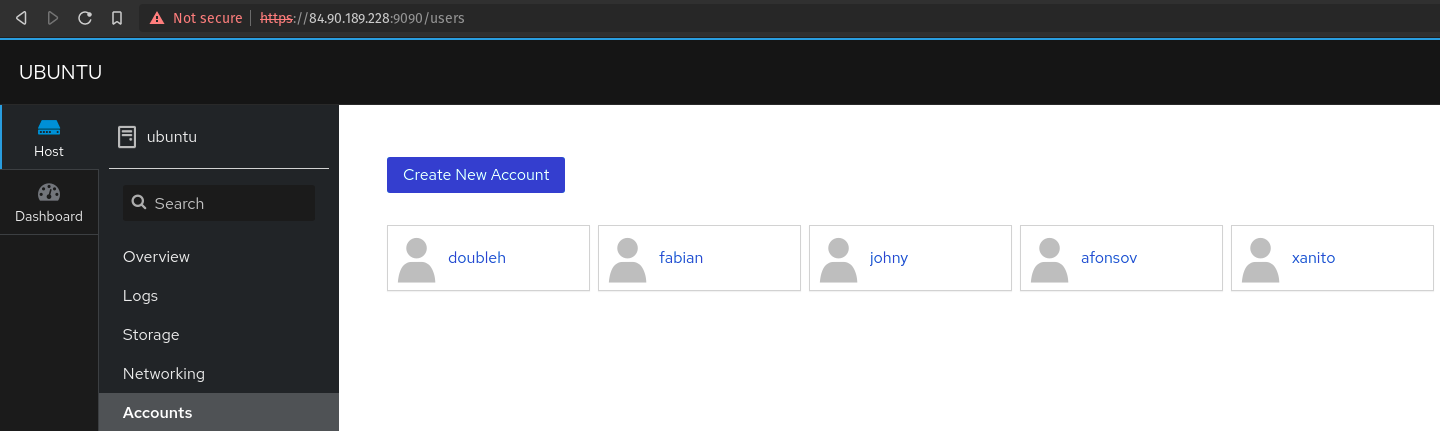 Not secure https://84.90.189.228:9090/users
UBUNTU
Host
Dashboard
ubuntu
Search
Overview
Logs
Storage
Networking
Accounts
Create New Account
doubleh fabian johny afonsov xanito